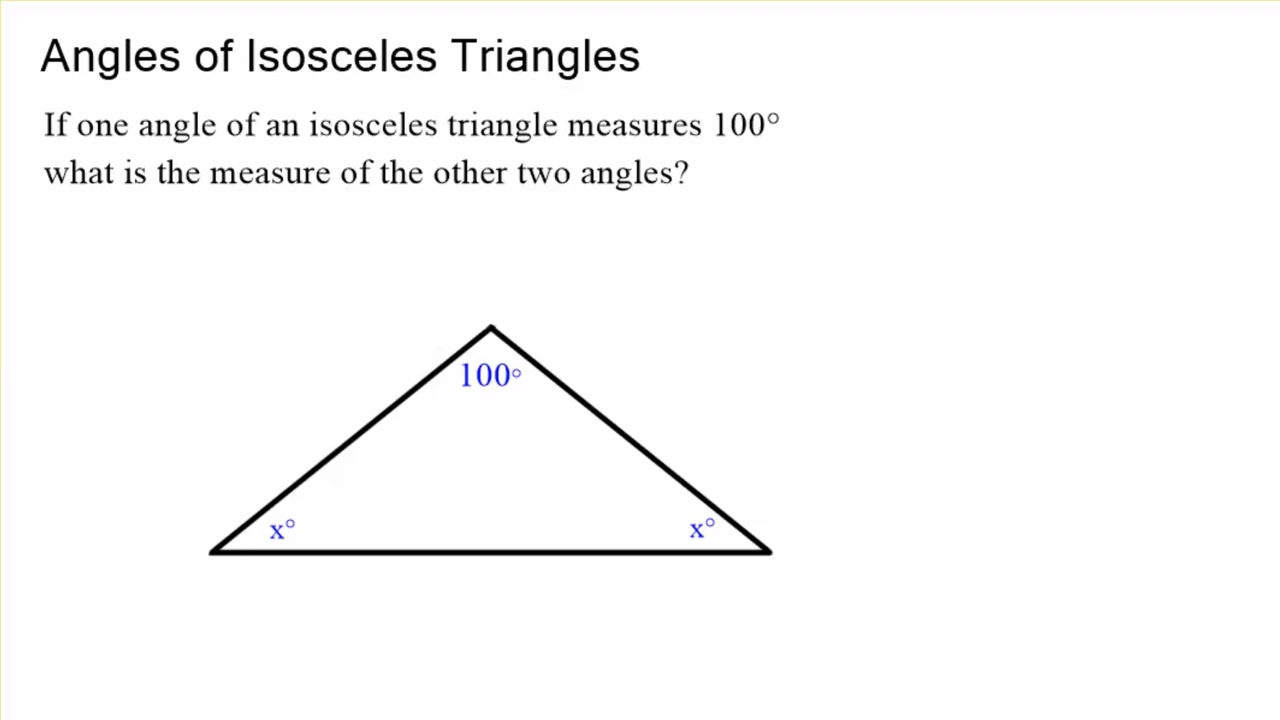 Angles of Isosceles Triangles
If one angle of an isosceles triangle measures 100°
what is the measure of the other two angles?
100°
x°
x°